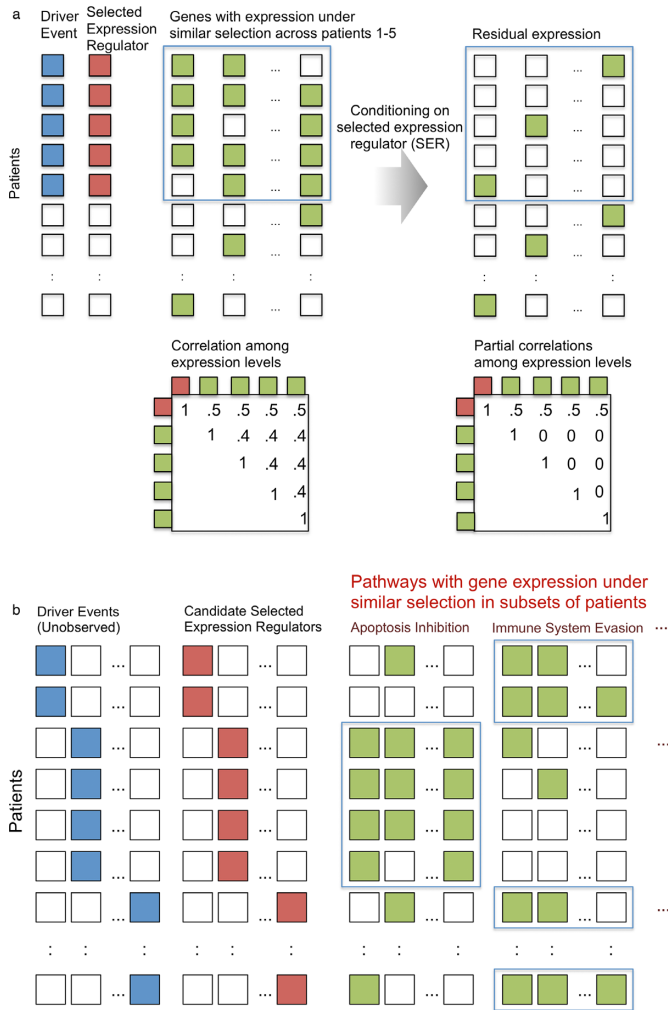 a
Driver
Event
Selected
Expression
Regulator
Genes with expression under
similar selection across patients 1-5
Residual expression
Patients
...
...
...
...
...
...
...
...
:
:
:
:
...
:
...
Conditioning on
selected expression
regulator (SER)
...
...
...
...
...
...
...
:
:
...
:
...
Correlation among
expression levels
1 .5 .5 .5 .5
1 .4 .4 .4
1 .4 .4
1 .4
1
Partial correlations
among expression levels
1 .5 .5 .5 .5
1 0 0 0
1 0 0
1 0
1
b
Driver Events
(Unobserved)
Candidate Selected
Expression Regulators
Pathways with gene expression under
similar selection in subsets of patients
Apoptosis Inhibition
Immune System Evasion
...
Patients
... ... ... ...
... ... ... ...
... ... ... ... ...
... ... ... ...
... ... ... ...
... ... ... ...
... ... ... ... ...
: : : : : : : : : : : :
... ... ... ... ...